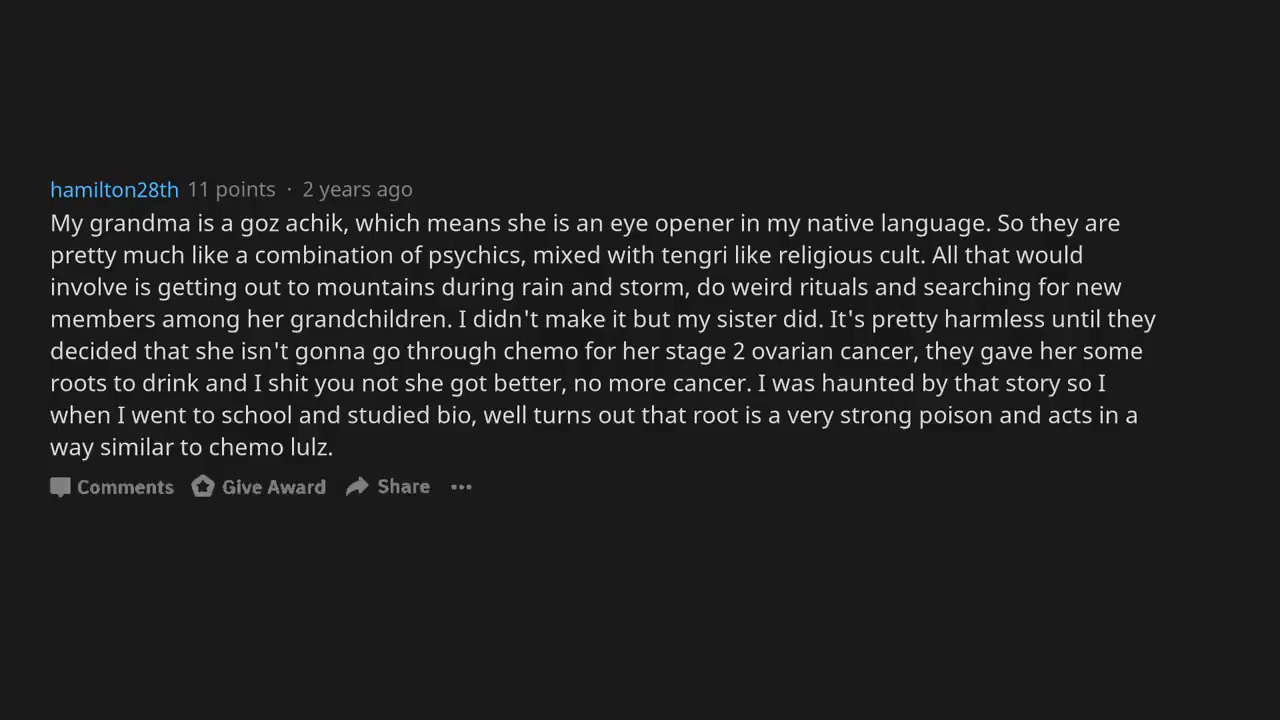 hamilton28th 11 points · 2 years ago
My grandma is a goz achik, which means she is an eye opener in my native language. So they are
pretty much like a combination of psychics, mixed with tengri like religious cult. All that would
involve is getting out to mountains during rain and storm, do weird rituals and searching for new
members among her grandchildren. I didn't make it but my sister did. It's pretty harmless until they
decided that she isn't gonna go through chemo for her stage 2 ovarian cancer, they gave her some
roots to drink and I shit you not she got better, no more cancer. I was haunted by that story so I
when I went to school and studied bio, well turns out that root is a very strong poison and acts in a
way similar to chemo lulz.
Comments Give Award Share ···